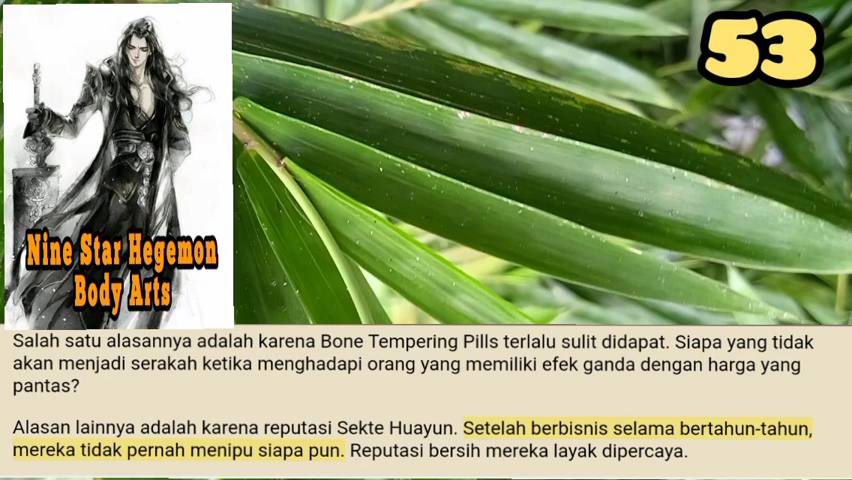 53
Nine Star Hegemon
Body Arts
Salah satu alasannya adalah karena Bone Tempering Pills terlalu sulit didapat. Siapa yang tidak
akan menjadi serakah ketika menghadapi orang yang memiliki efek ganda dengan harga yang
pantas?
Alasan lainnya adalah karena reputasi Sekte Huayun. Setelah berbisnis selama bertahun-tahun,
mereka tidak pernah menipu siapa pun. Reputasi bersih mereka layak dipercaya.